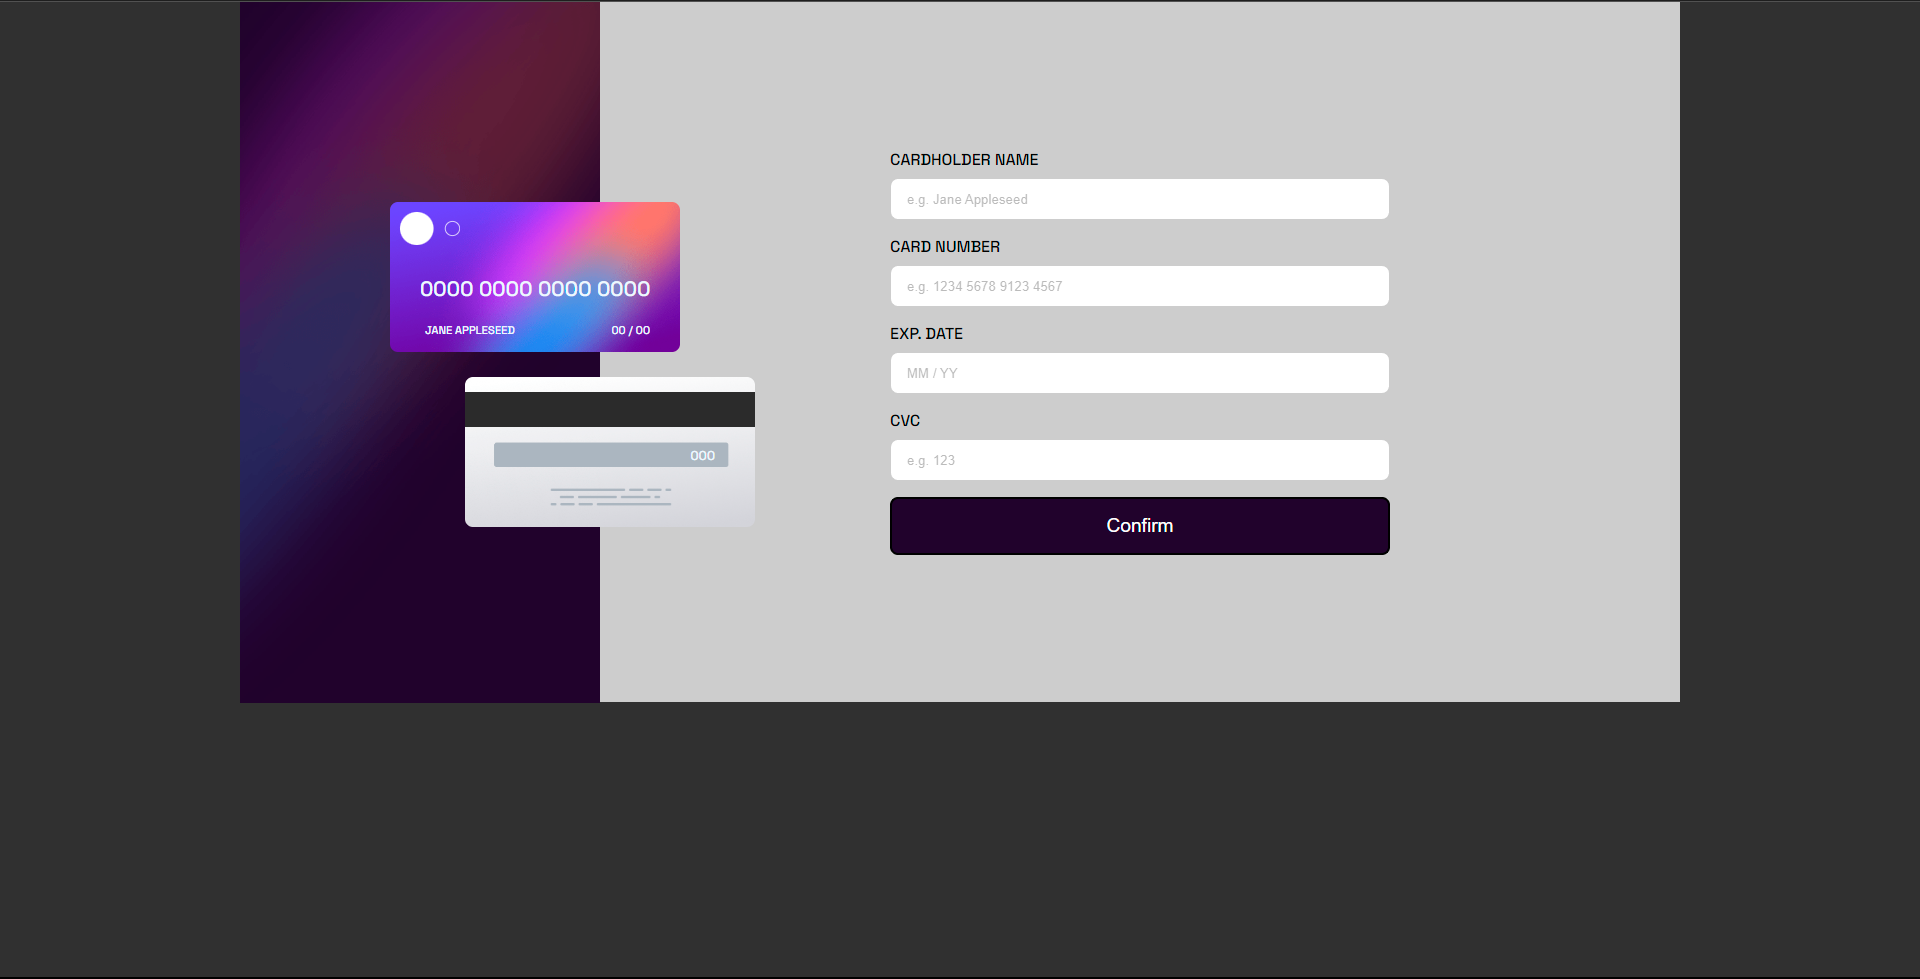 0000 0000 0000 0000
JANE APPLESEED 00 / 00
000
CARDHOLDER NAME
e.g. Jane Appleseed
CARD NUMBER
e.g. 1234 5678 9123 4567
EXP. DATE
MM / YY
CVC
e.g. 123
Confirm